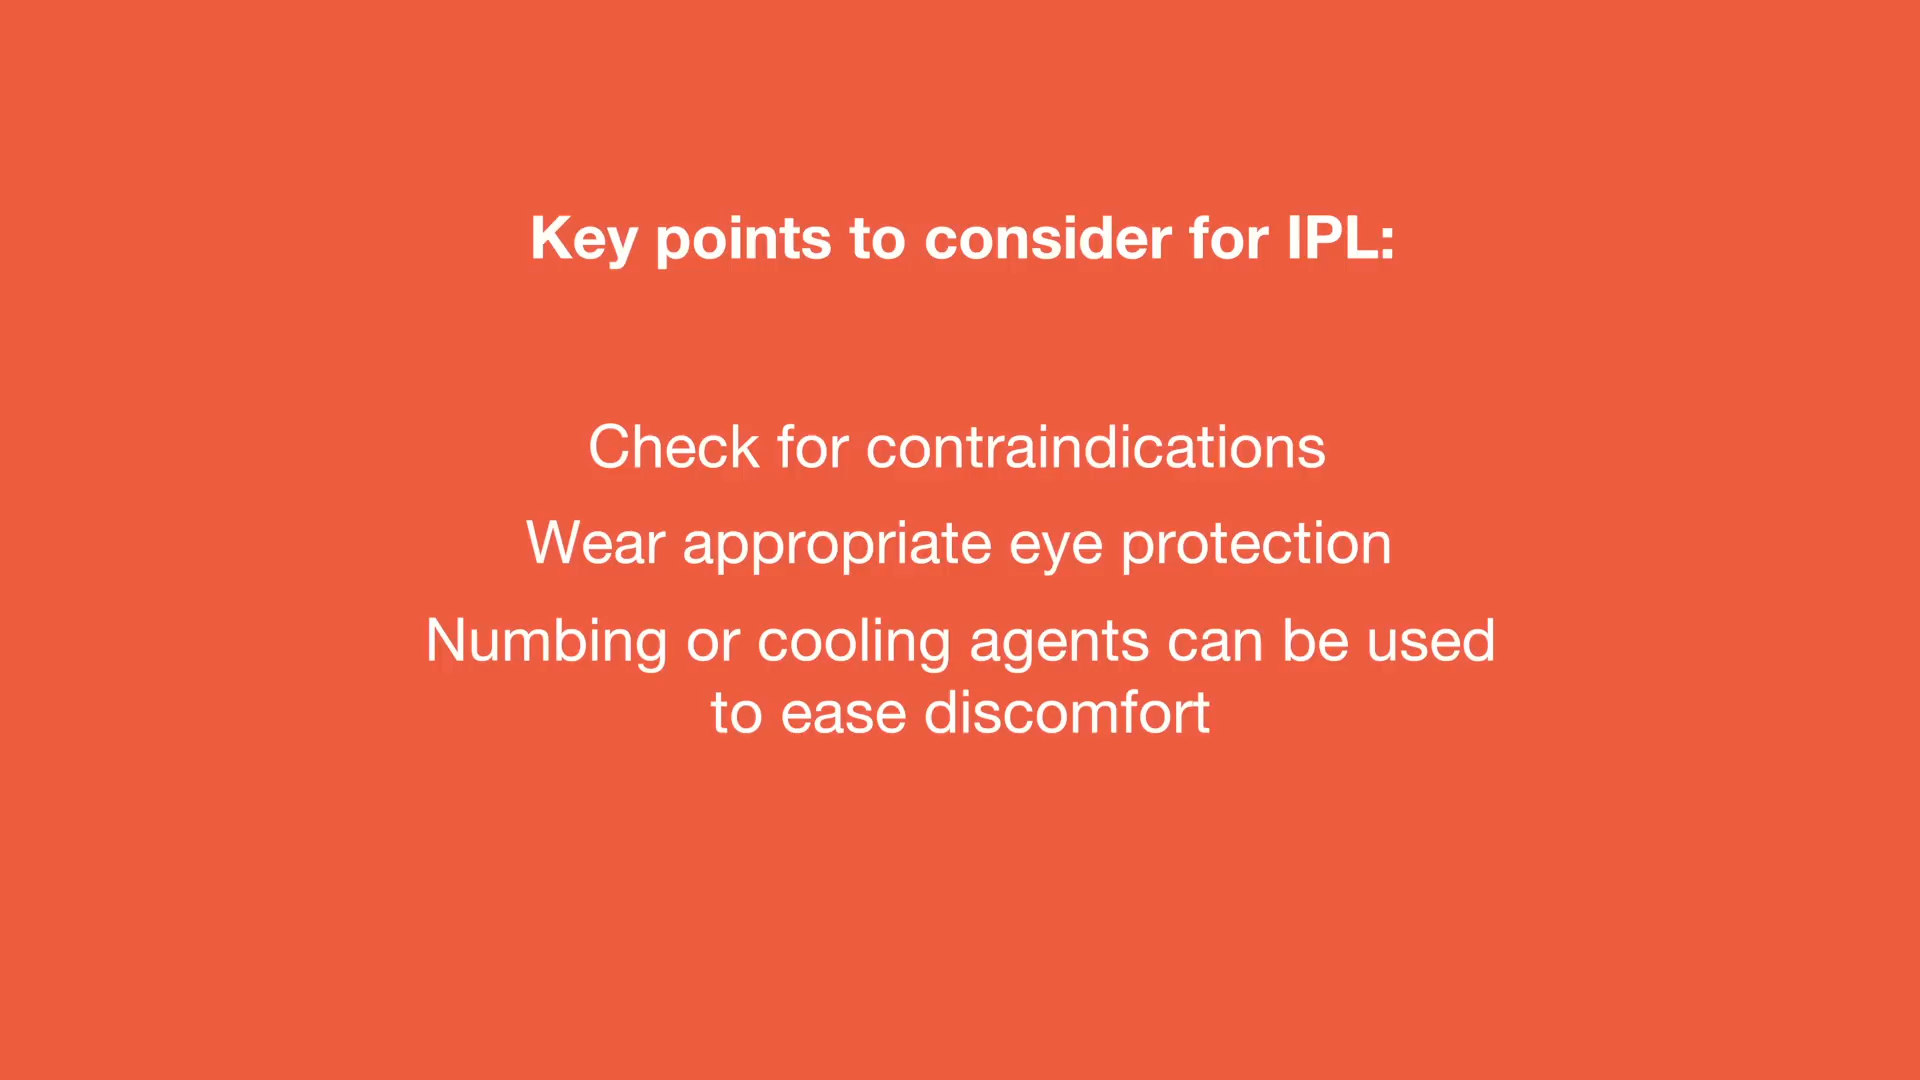 Key points to consider for IPL:
Check for contraindications
Wear appropriate eye protection
Numbing or cooling agents can be used
to ease discomfort